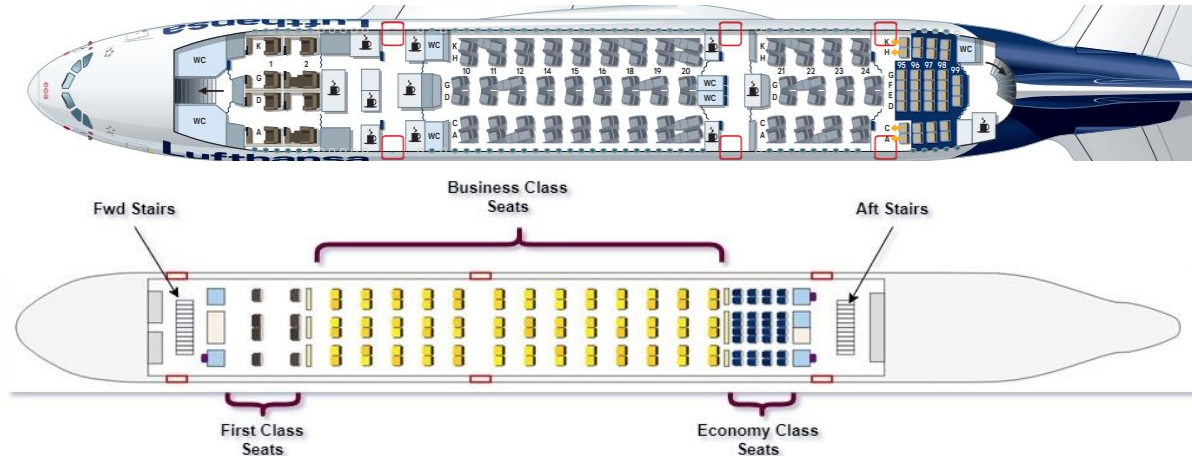 Lufthansa
WC
K
G
D
A
1 2
WC
WC
WC
K
H
G
D
C
A
10 11 12 14 15 16 18 19 20
WC
WC
WC
WC
K
H
G
D
C
A
21 22 23 24
K
H
G
F
E
D
C
A
95 96 97 98 99
WC
Lufthansa
Business Class
Seats
Fwd Stairs
Aft Stairs
First Class
Seats
Economy Class
Seats